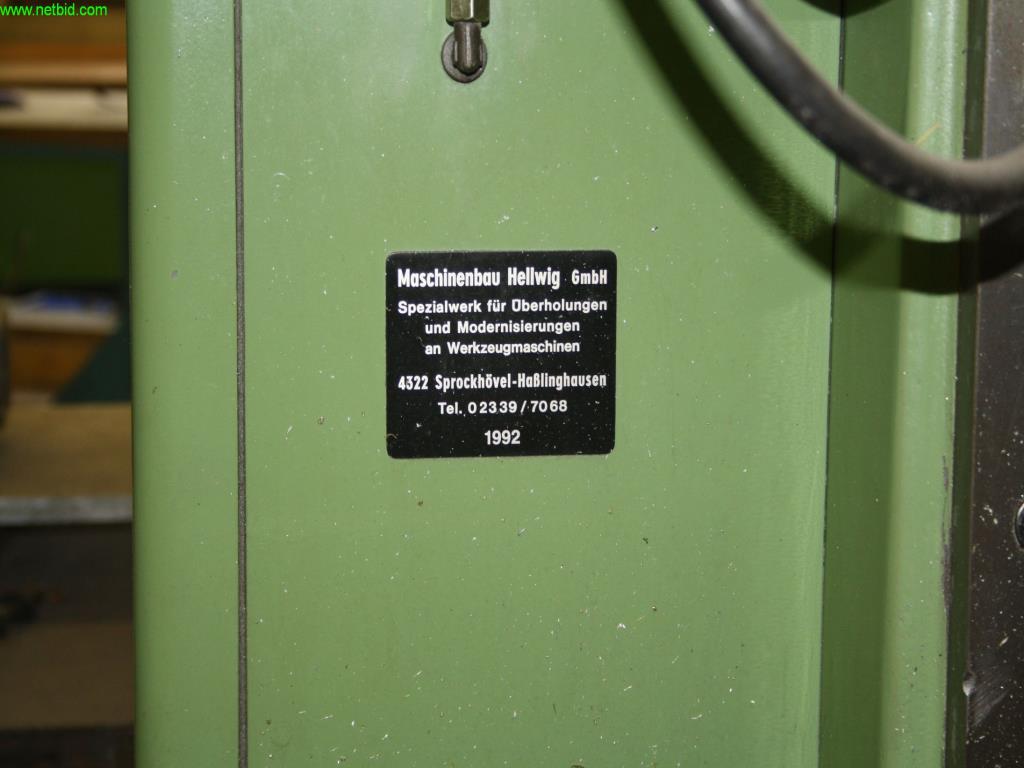 www.netbid.com
Maschinenbau Hellwig GmbH
Spezialwerk für Überholungen
und Modernisierungen
an Werkzeugmaschinen
4322 Sprockhövel-Haßlinghausen
Tel. 02339/7068
1992